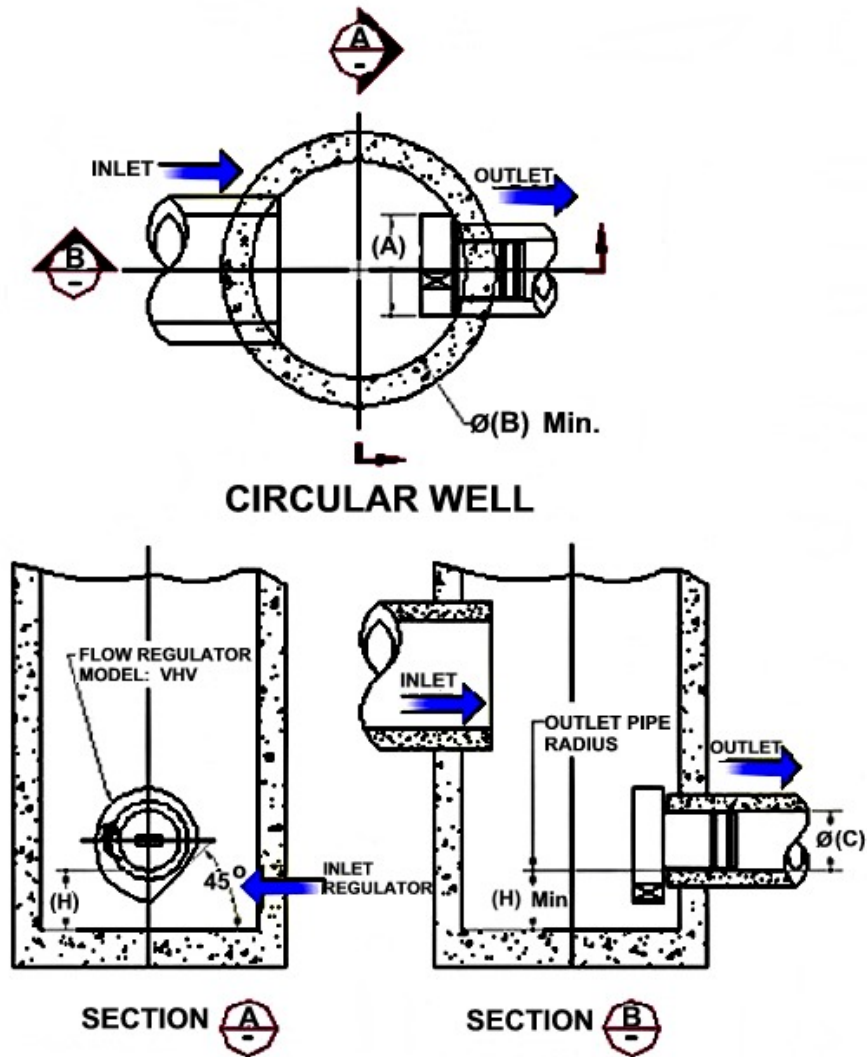 A
-
INLET
OUTLET
(A)
B
-
Ø(B) Min.
CIRCULAR WELL
FLOW REGULATOR
MODEL: VHV
INLET
OUTLET PIPE
RADIUS
OUTLET
Ø(C)
45°
INLET
REGULATOR
(H)
(H) Min
SECTION A
-
SECTION B
-